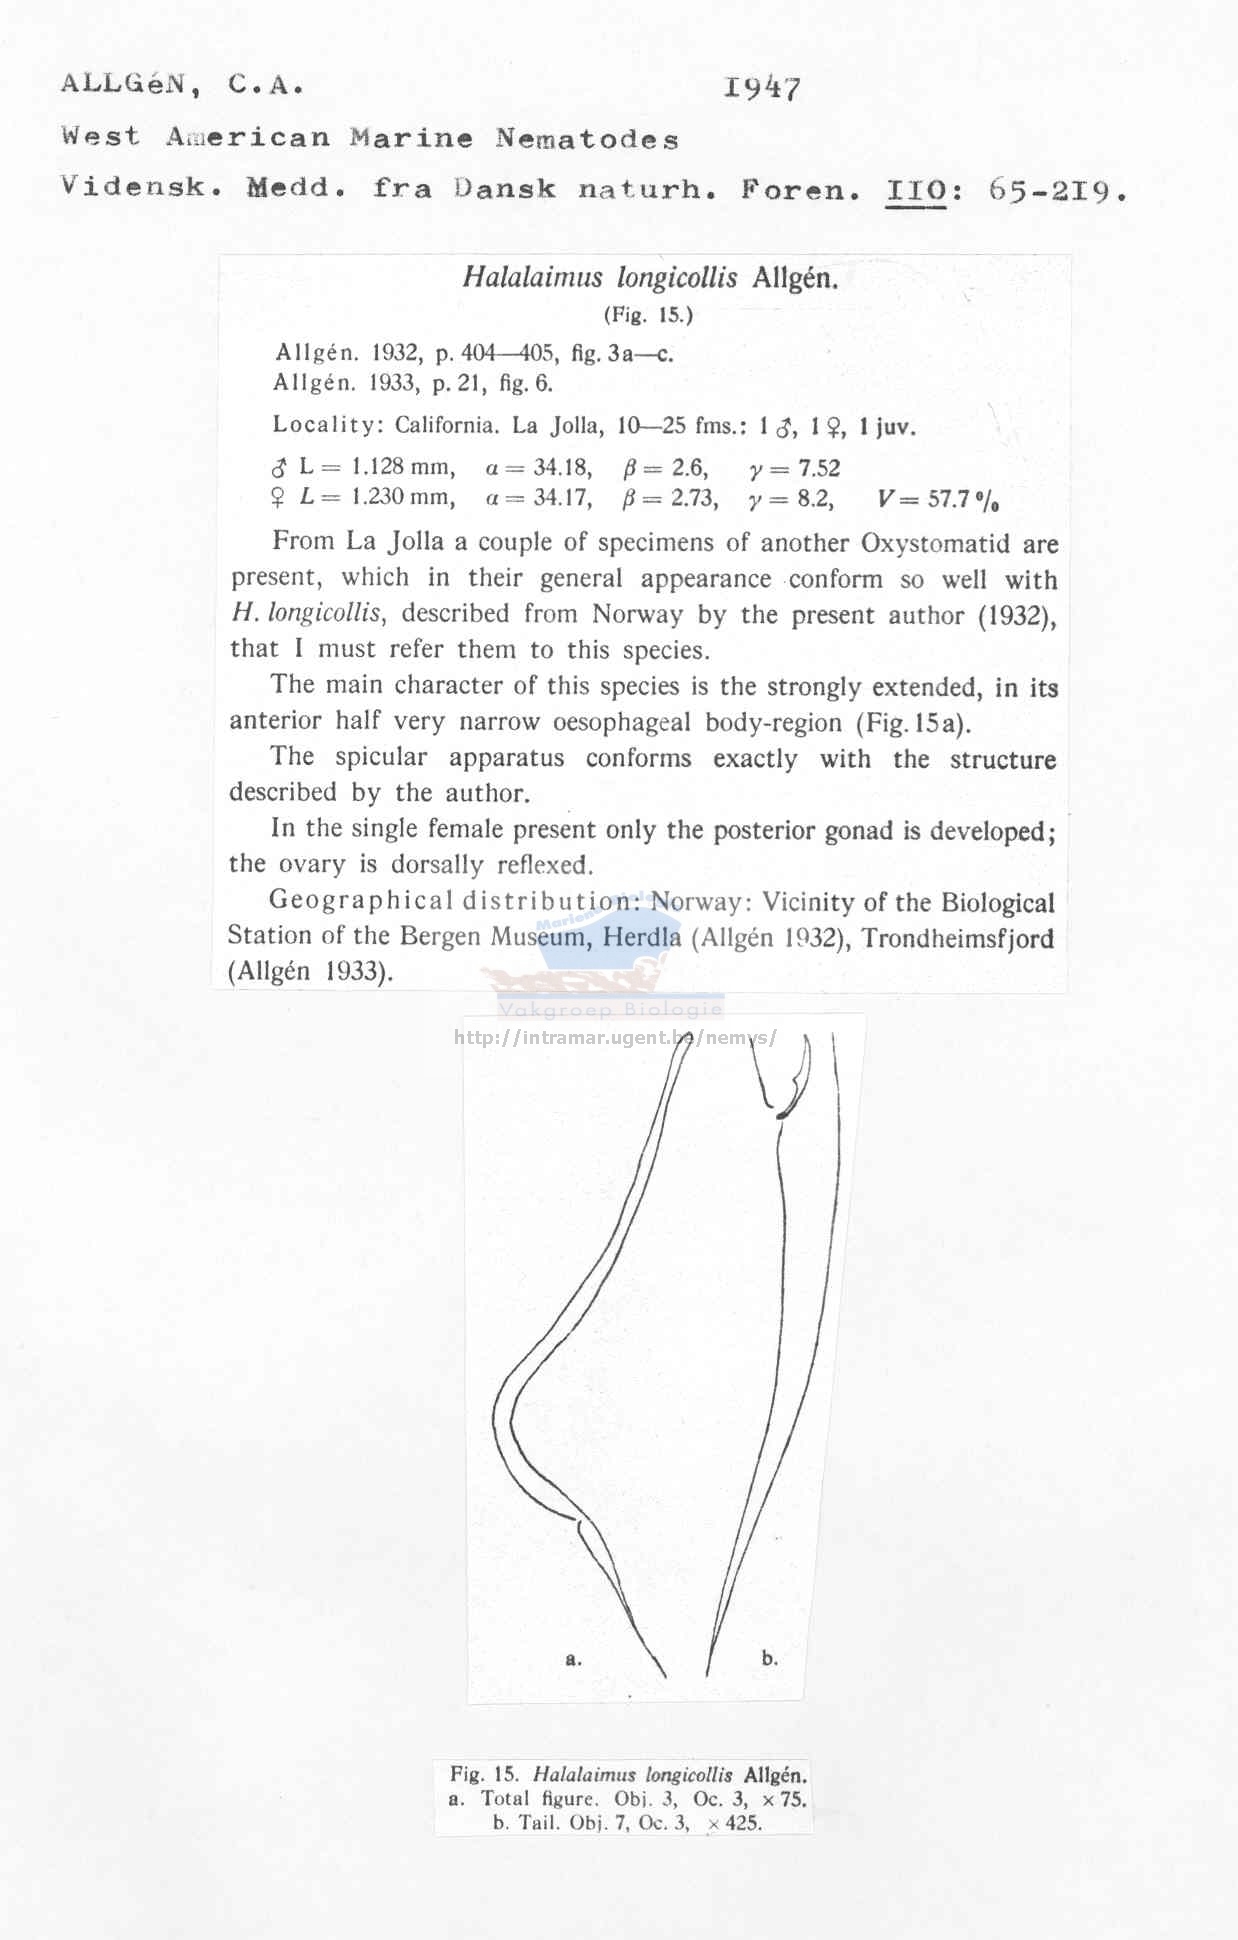 ALLGéN, C.A. I947
West American Marine Nematodes
Vidensk. Medd. fra Dansk naturh. Foren. IIO: 65-2I9.
Halalaimus longicollis Allgén.
(Fig. 15.)
Allgén. 1932, p. 404—405, fig. 3a—c.
Allgén. 1933, p. 21, fig. 6.
Locality: California. La Jolla, 10—25 fms.: 1 ♂, 1 ♀, 1 juv.
♂ L = 1.128 mm, α = 34.18, β = 2.6, γ = 7.52
♀ L = 1.230 mm, α = 34.17, β = 2.73, γ = 8.2, V = 57.7 %
From La Jolla a couple of specimens of another Oxystomatid are
present, which in their general appearance conform so well with
H. longicollis, described from Norway by the present author (1932),
that I must refer them to this species.
The main character of this species is the strongly extended, in its
anterior half very narrow oesophageal body-region (Fig. 15a).
The spicular apparatus conforms exactly with the structure
described by the author.
In the single female present only the posterior gonad is developed;
the ovary is dorsally reflexed.
Geographical distribution: Norway: Vicinity of the Biological
Station of the Bergen Museum, Herdla (Allgén 1932), Trondheimsfjord
(Allgén 1933).
Vakgroep Biologie
http://intramar.ugent.be/nemys/
a. b.
Fig. 15. Halalaimus longicollis Allgén.
a. Total figure. Obj. 3, Oc. 3, × 75.
b. Tail. Obj. 7, Oc. 3, × 425.